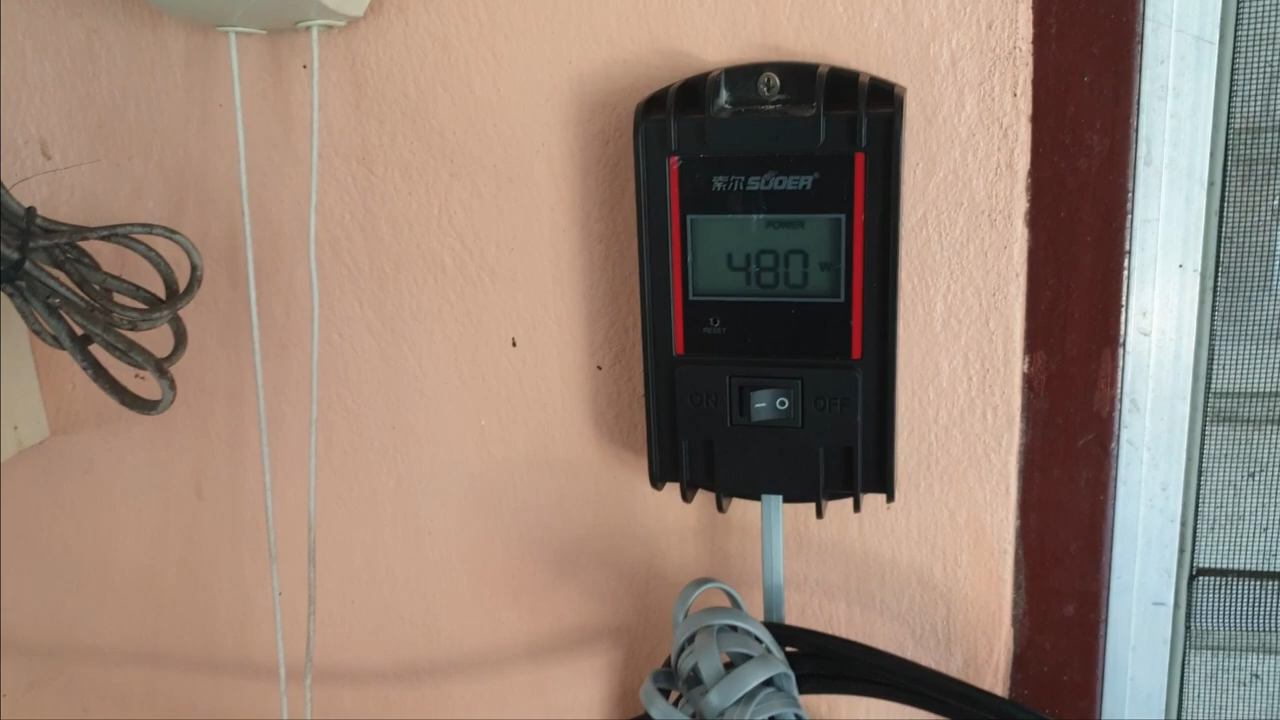 索尔 SUOER®
POWER
480 W
RESET
ON — O OFF